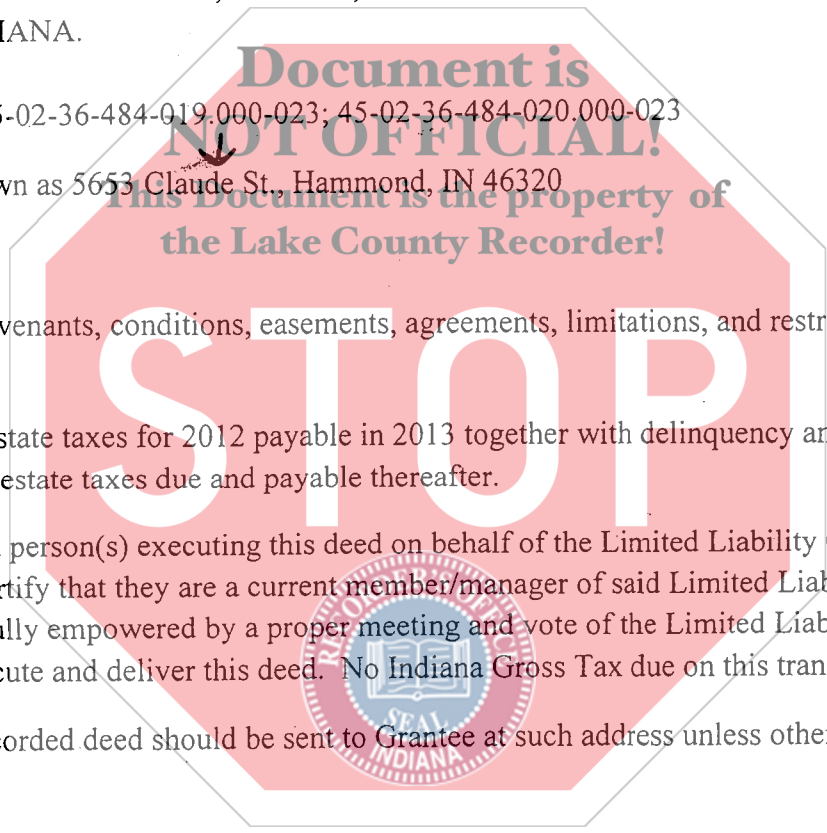 IANA.
Document is
5-02-36-484-019.000-023; 45-02-36-484-020.000-023
NOT OFFICIAL!
wn as 5653 Claude St., Hammond, IN 46320
This Document is the property of
the Lake County Recorder!
venants, conditions, easements, agreements, limitations, and restr
STOP
state taxes for 2012 payable in 2013 together with delinquency an
estate taxes due and payable thereafter.
person(s) executing this deed on behalf of the Limited Liability
rtify that they are a current member/manager of said Limited Liab
ully empowered by a proper meeting and vote of the Limited Liab
cute and deliver this deed. No Indiana Gross Tax due on this tran
corded deed should be sent to Grantee at such address unless other
SEAL
INDIANA